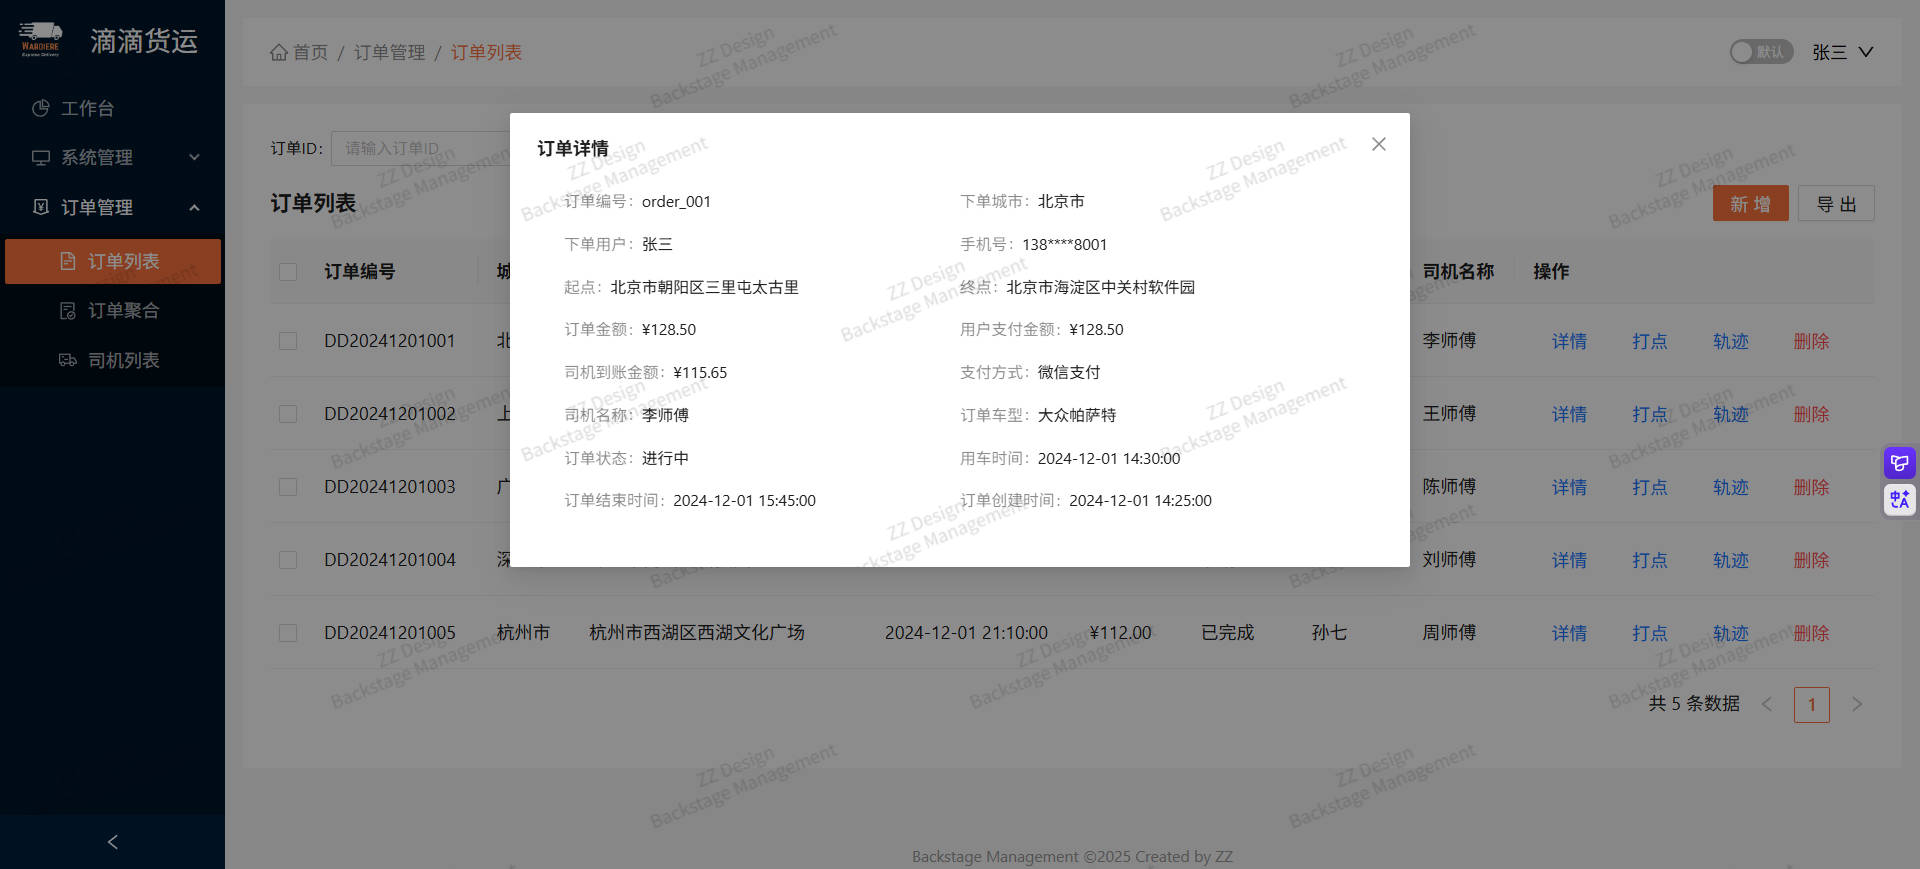 WARDIERE
Express Delivery
滴滴货运
工作台
系统管理
订单管理
订单列表
订单聚合
司机列表
首页 / 订单管理 / 订单列表
默认
张三
订单ID: 请输入订单ID
订单列表
新 增
导 出
订单编号
司机名称 操作
DD20241201001 李师傅 详情 打点 轨迹 删除
DD20241201002 上 王师傅 详情 打点 轨迹 删除
DD20241201003 陈师傅 详情 打点 轨迹 删除
DD20241201004 深 刘师傅 详情 打点 轨迹 删除
DD20241201005 杭州市 杭州市西湖区西湖文化广场 2024-12-01 21:10:00 ¥112.00 已完成 孙七 周师傅 详情 打点 轨迹 删除
共 5 条数据
1
订单详情
订单编号: order_001 下单城市: 北京市
下单用户: 张三 手机号: 138****8001
起点: 北京市朝阳区三里屯太古里 终点: 北京市海淀区中关村软件园
订单金额: ¥128.50 用户支付金额: ¥128.50
司机到账金额: ¥115.65 支付方式: 微信支付
司机名称: 李师傅 订单车型: 大众帕萨特
订单状态: 进行中 用车时间: 2024-12-01 14:30:00
订单结束时间: 2024-12-01 15:45:00 订单创建时间: 2024-12-01 14:25:00
Backstage Management ©2025 Created by ZZ
ZZ Design
Backstage Management